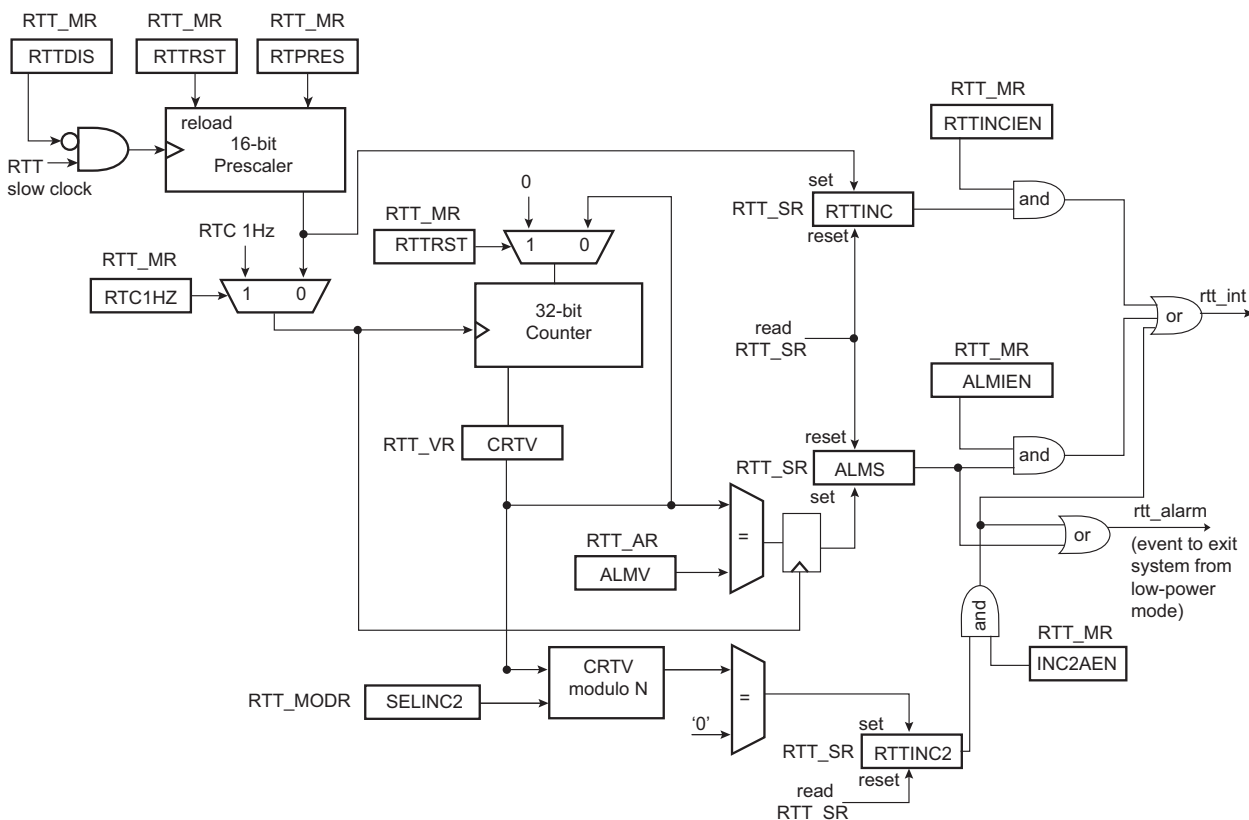 RTT_MR
RTTDIS
RTT_MR
RTTRST
RTT_MR
RTPRES
reload
16-bit
Prescaler
RTT
slow clock
RTT_MR
RTTINCIEN
0
set
RTT_SR
RTTINC
reset
and
RTC 1Hz
RTT_MR
RTTRST
1
0
RTT_MR
RTC1HZ
1
0
32-bit
Counter
read
RTT_SR
or
rtt_int
RTT_MR
ALMIEN
RTT_VR
CRTV
reset
RTT_SR
ALMS
set
and
=
RTT_AR
ALMV
or
rtt_alarm
(event to exit
system from
low-power
mode)
and
RTT_MR
INC2AEN
CRTV
modulo N
RTT_MODR
SELINC2
=
‘0’
set
RTT_SR
RTTINC2
reset
read
RTT_SR